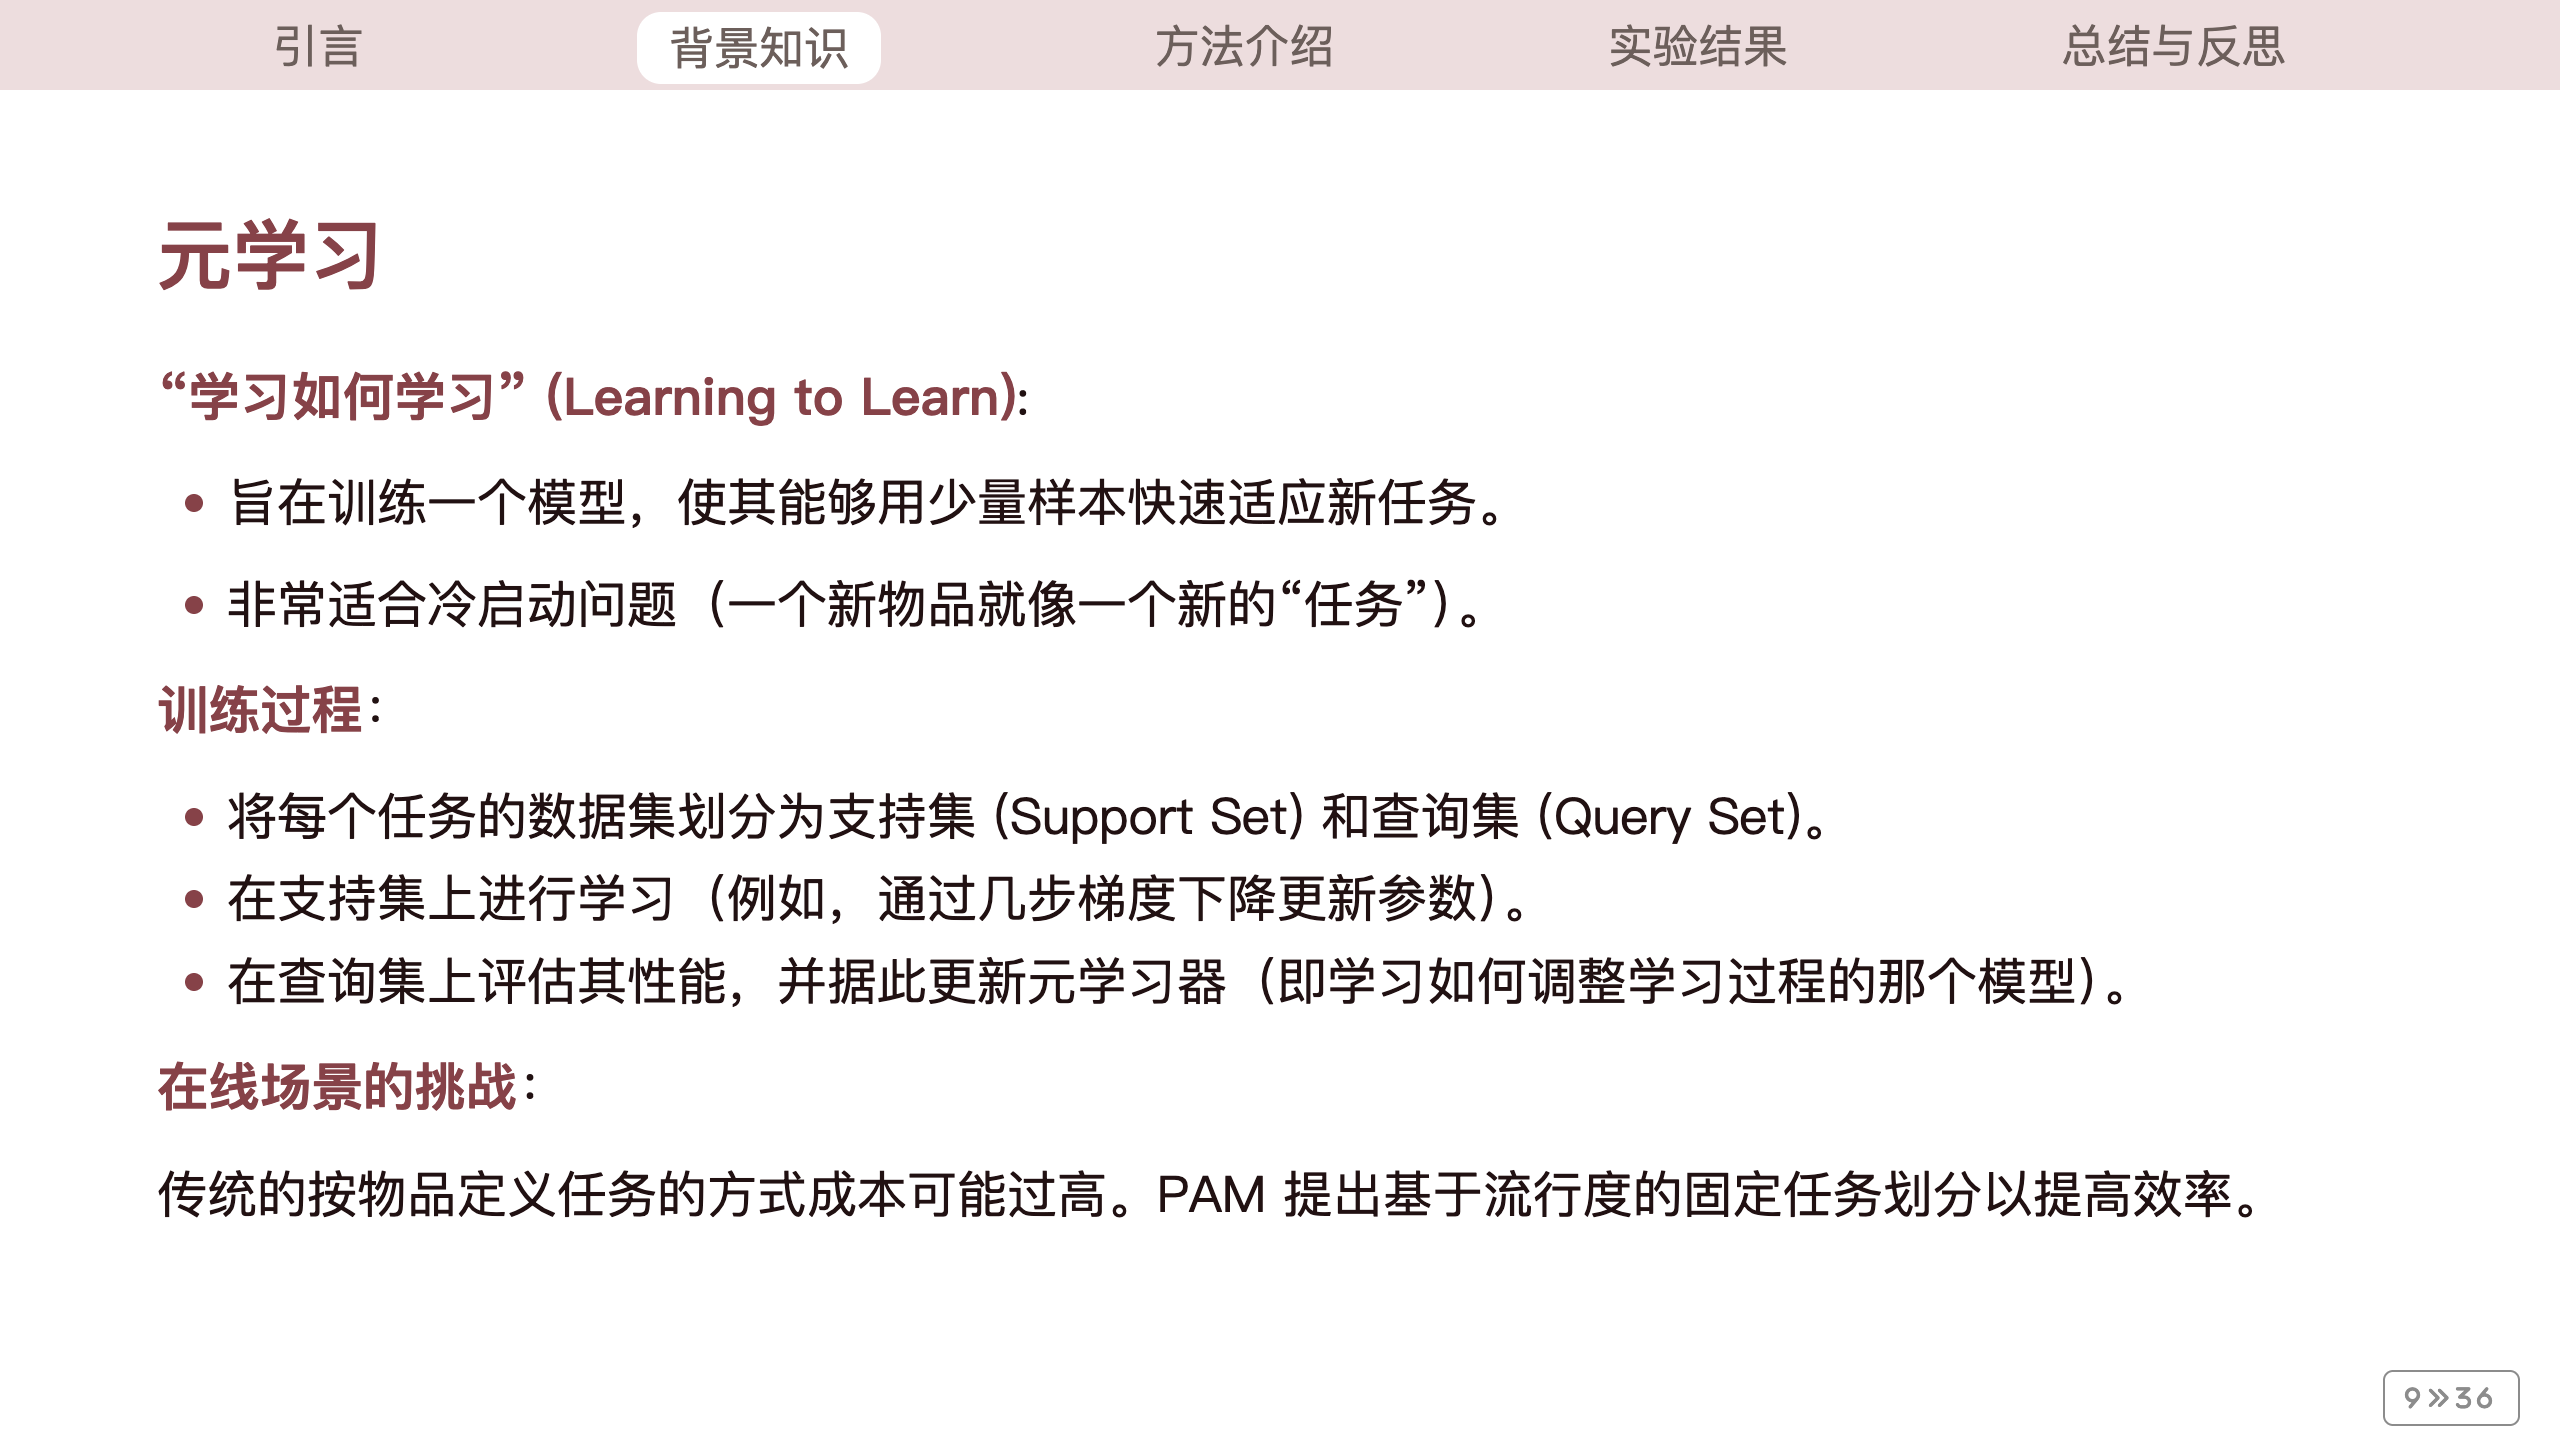 引言 背景知识 方法介绍 实验结果 总结与反思
元学习
“学习如何学习” (Learning to Learn):
• 旨在训练一个模型，使其能够用少量样本快速适应新任务。
• 非常适合冷启动问题（一个新物品就像一个新的“任务”）。
训练过程：
• 将每个任务的数据集划分为支持集 (Support Set) 和查询集 (Query Set)。
• 在支持集上进行学习（例如，通过几步梯度下降更新参数）。
• 在查询集上评估其性能，并据此更新元学习器（即学习如何调整学习过程的那个模型）。
在线场景的挑战：
传统的按物品定义任务的方式成本可能过高。PAM 提出基于流行度的固定任务划分以提高效率。
9 » 36